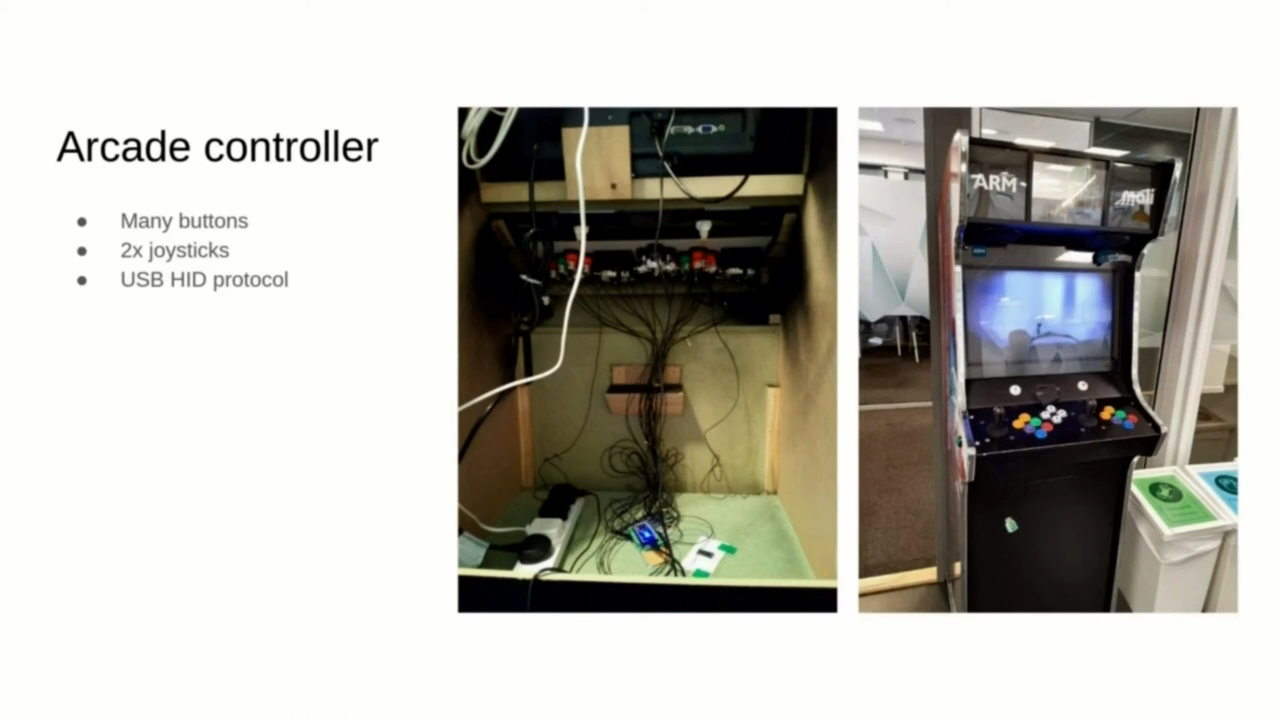 Arcade controller
● Many buttons
● 2x joysticks
● USB HID protocol
ARM
Mali